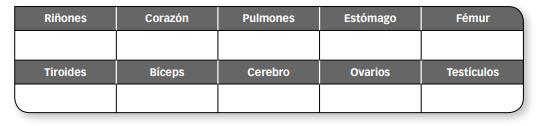 Riñones Corazón Pulmones Estómago Fémur
Tiroides Bíceps Cerebro Ovarios Testículos